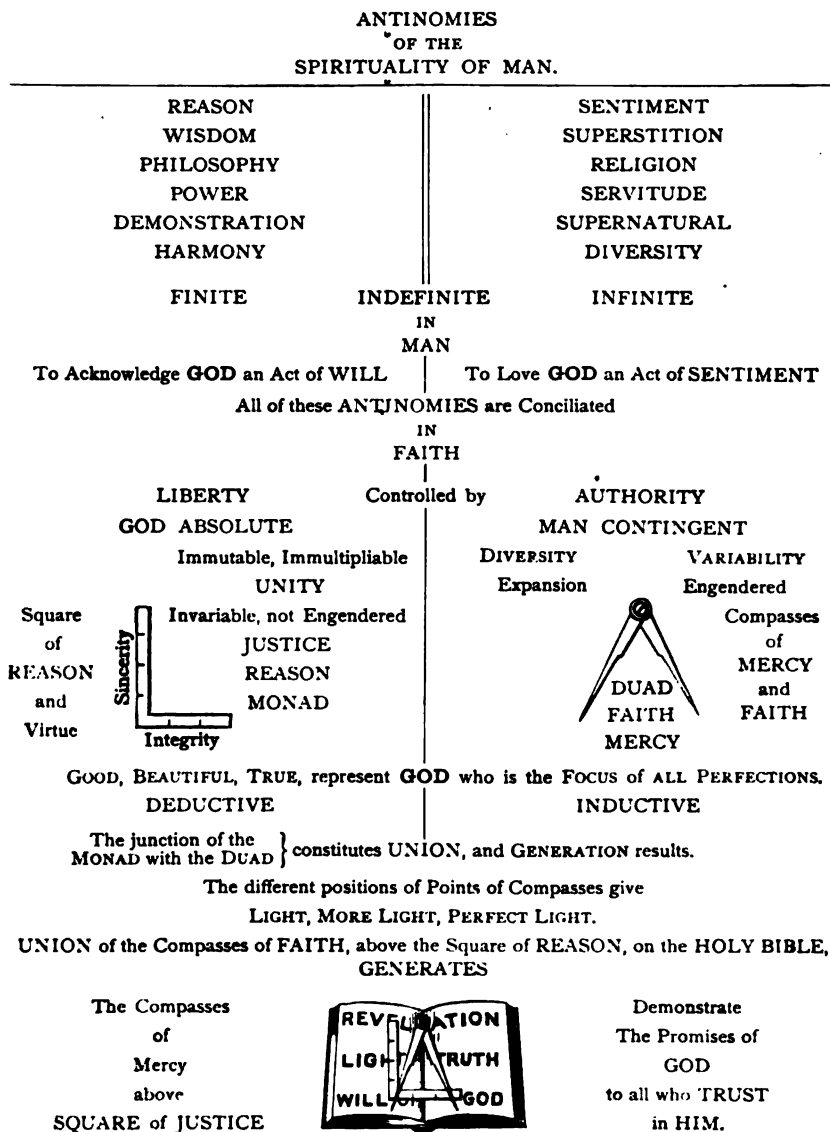 ANTINOMIES
OF THE
SPIRITUALITY OF MAN.
REASON SENTIMENT
WISDOM SUPERSTITION
PHILOSOPHY RELIGION
POWER SERVITUDE
DEMONSTRATION SUPERNATURAL
HARMONY DIVERSITY
FINITE INDEFINITE INFINITE
IN
MAN
To Acknowledge GOD an Act of WILL To Love GOD an Act of SENTIMENT
All of these ANTINOMIES are Conciliated
IN
FAITH
LIBERTY Controlled by AUTHORITY
GOD ABSOLUTE MAN CONTINGENT
Immutable, Immultipliable DIVERSITY VARIABILITY
UNITY Expansion Engendered
Square Invariable, not Engendered Compasses
of JUSTICE of
REASON REASON MERCY
and MONAD and
Virtue FAITH
Sincerity
Integrity
DUAD
FAITH
MERCY
GOOD, BEAUTIFUL, TRUE, represent GOD who is the FOCUS of ALL PERFECTIONS.
DEDUCTIVE INDUCTIVE
The junction of the
MONAD with the DUAD } constitutes UNION, and GENERATION results.
The different positions of Points of Compasses give
LIGHT, MORE LIGHT, PERFECT LIGHT.
UNION of the Compasses of FAITH, above the Square of REASON, on the HOLY BIBLE,
GENERATES
The Compasses
of
Mercy
above
SQUARE of JUSTICE
REVELATION
LIGHT TRUTH
WILL OF GOD
Demonstrate
The Promises of
GOD
to all who TRUST
in HIM.